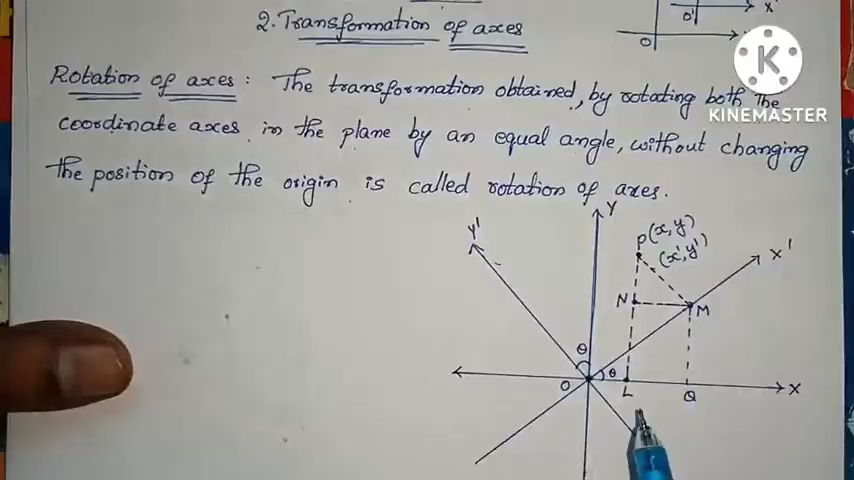 2. Transformation of axes
X'
O'
O
K
KINEMASTER
Rotation of axes : The transformation obtained, by rotating both the
coordinate axes in the plane by an equal angle, without changing
the position of the origin is called rotation of axes.
Y
Y'
P(x, y)
(x', y')
X'
N
M
θ
θ
O
L
Q
X